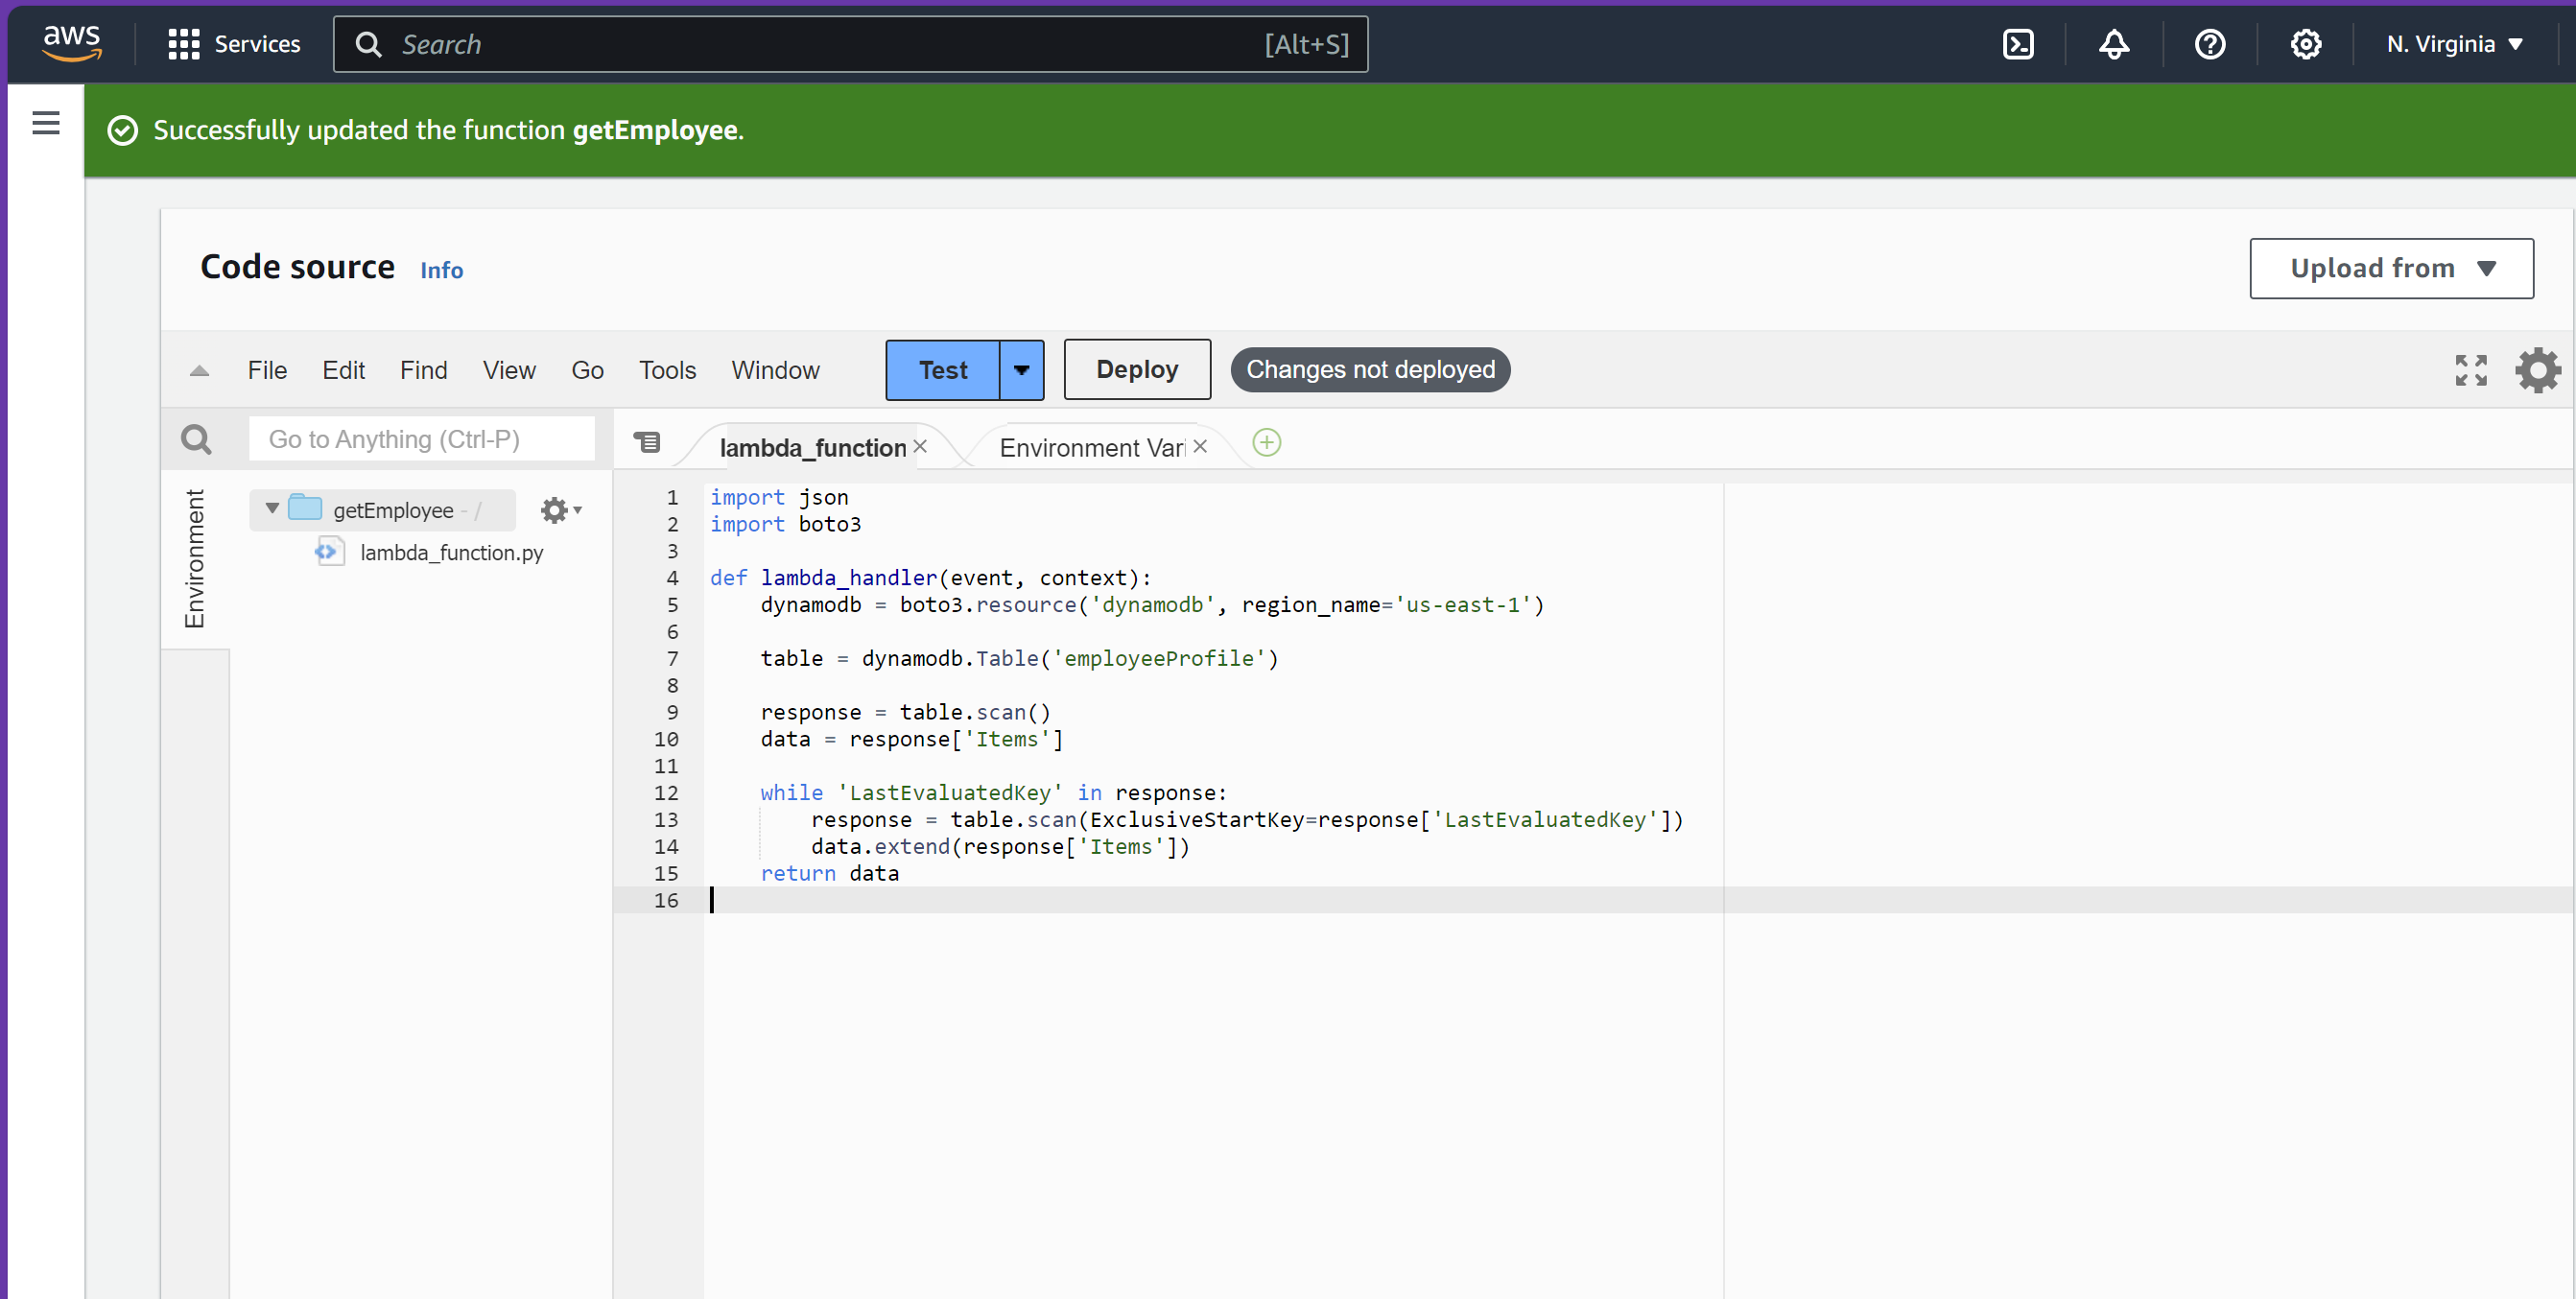 aws Services Search [Alt+S] N. Virginia
Successfully updated the function getEmployee.
Code source Info Upload from
File Edit Find View Go Tools Window Test Deploy Changes not deployed
Go to Anything (Ctrl-P) lambda_function Environment Vari
Environment
getEmployee - /
lambda_function.py
1 import json
2 import boto3
3
4 def lambda_handler(event, context):
5 dynamodb = boto3.resource('dynamodb', region_name='us-east-1')
6
7 table = dynamodb.Table('employeeProfile')
8
9 response = table.scan()
10 data = response['Items']
11
12 while 'LastEvaluatedKey' in response:
13 response = table.scan(ExclusiveStartKey=response['LastEvaluatedKey'])
14 data.extend(response['Items'])
15 return data
16